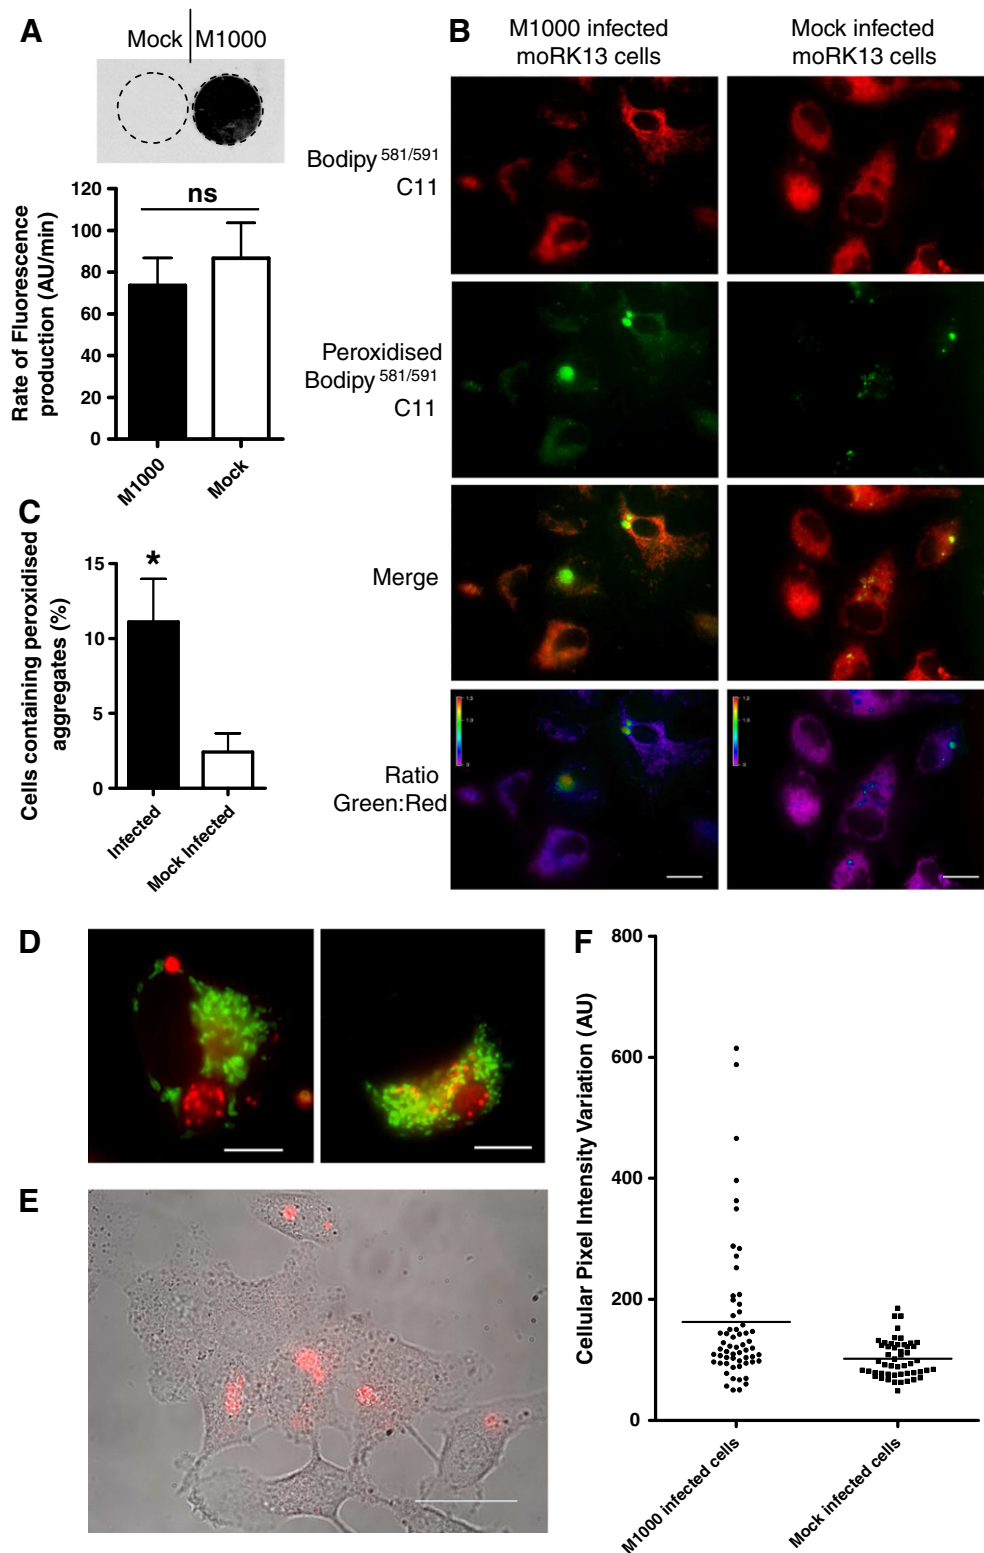 A
Mock M1000
120
100
80
60
40
20
0
Rate of Fluorescence
production (AU/min)
ns
M1000
Mock
B
M1000 infected
moRK13 cells
Mock infected
moRK13 cells
Bodipy 581/591
C11
Peroxidised
Bodipy 581/591
C11
Merge
Ratio
Green:Red
C
15
10
5
0
Cells containing peroxidised
aggregates (%)
*
Infected
Mock Infected
D
E
F
800
600
400
200
0
Cellular Pixel Intensity Variation (AU)
M1000 infected cells
Mock infected cells